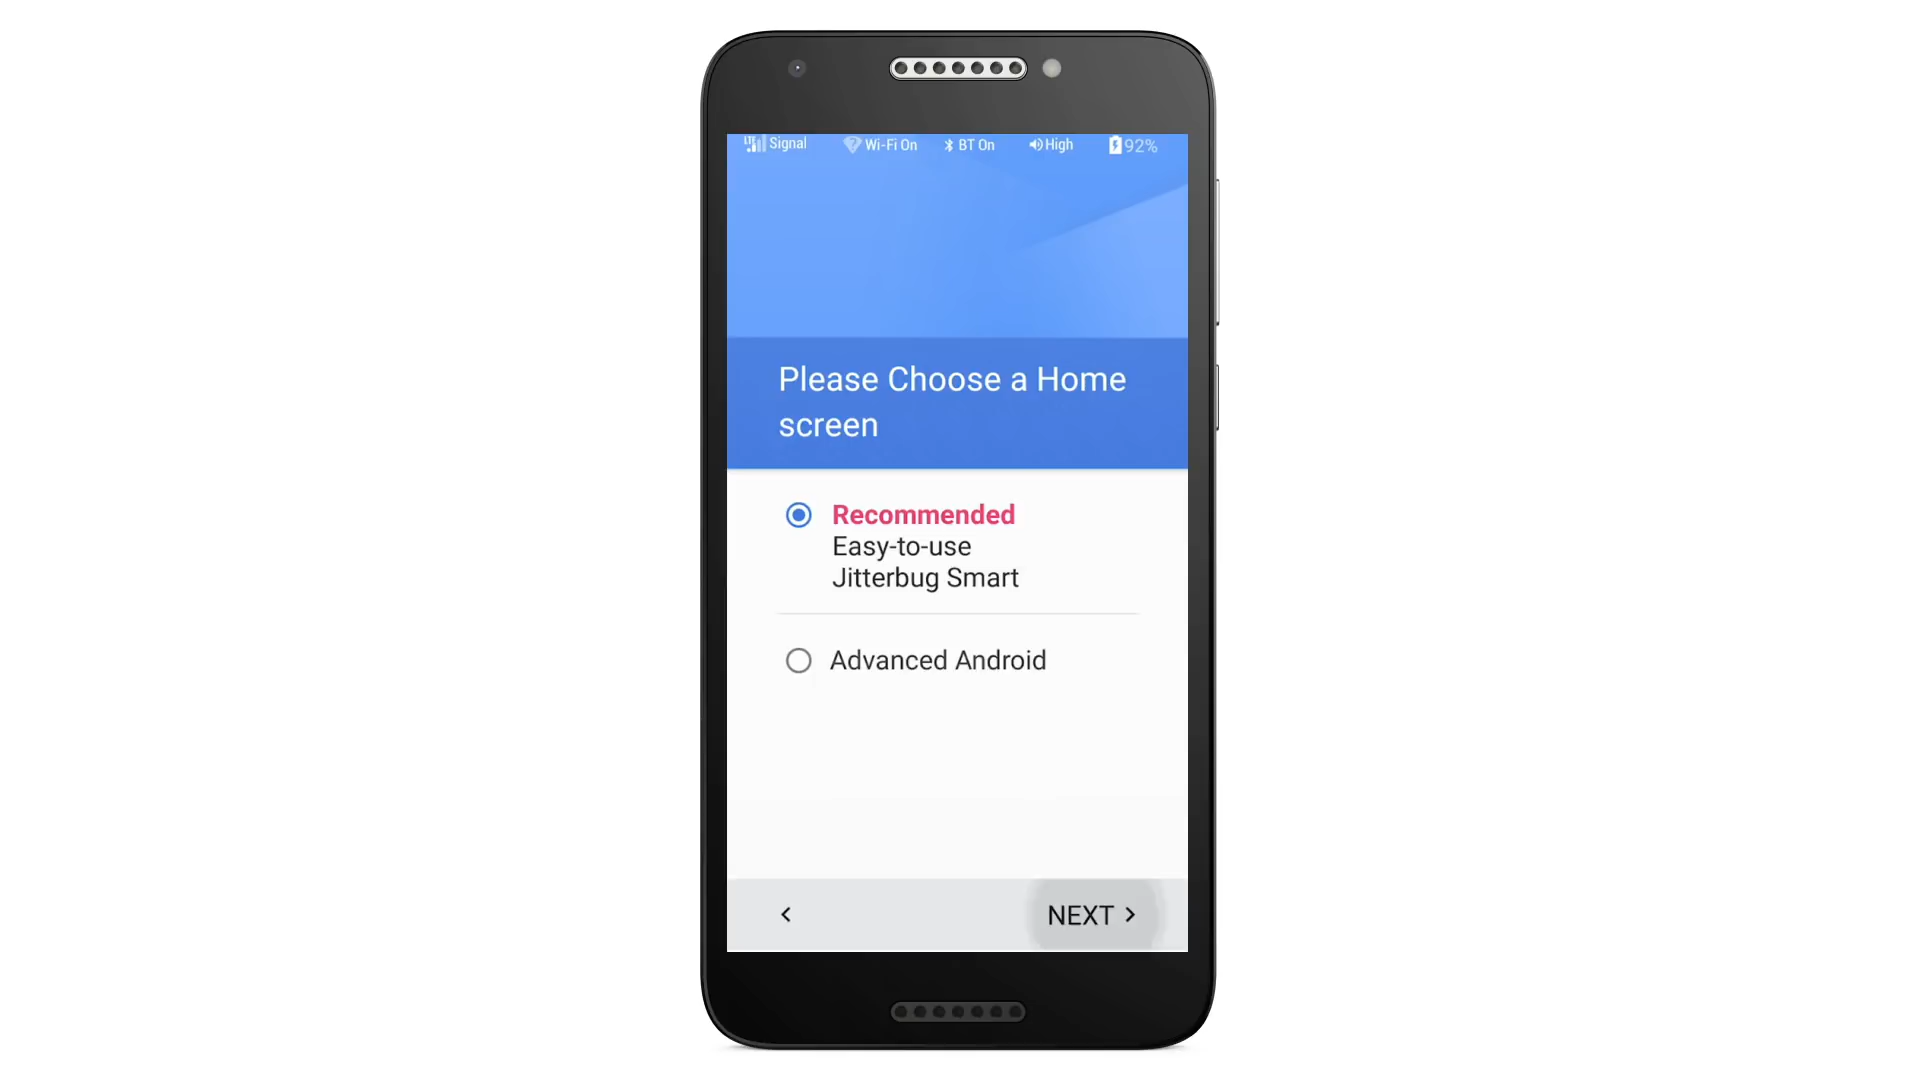 LTE Signal Wi-Fi On BT On High 92%
Please Choose a Home
screen
Recommended
Easy-to-use
Jitterbug Smart
Advanced Android
NEXT